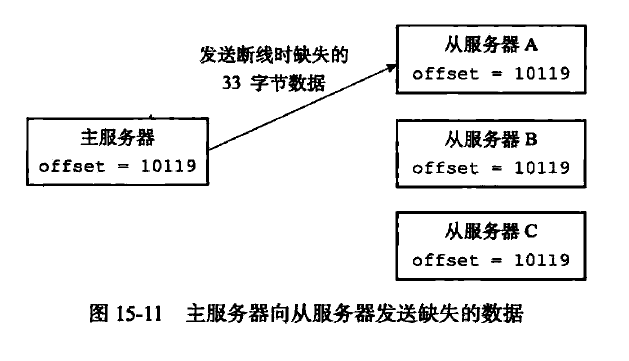 发送断线时缺失的
33 字节数据
主服务器
offset = 10119
从服务器 A
offset = 10119
从服务器 B
offset = 10119
从服务器 C
offset = 10119
图 15-11 主服务器向从服务器发送缺失的数据